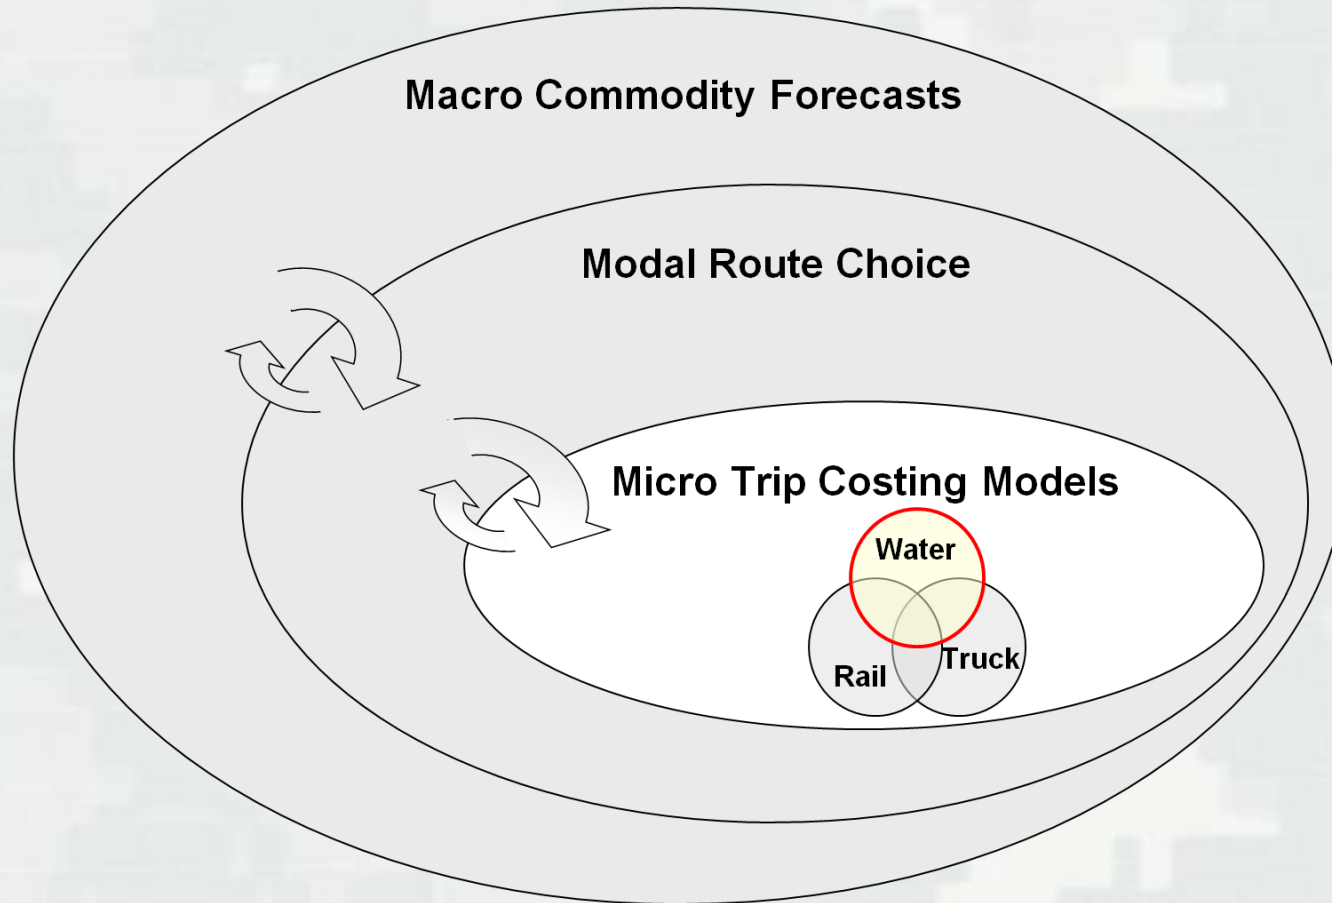 Macro Commodity Forecasts
Modal Route Choice
Micro Trip Costing Models
Water
Rail
Truck